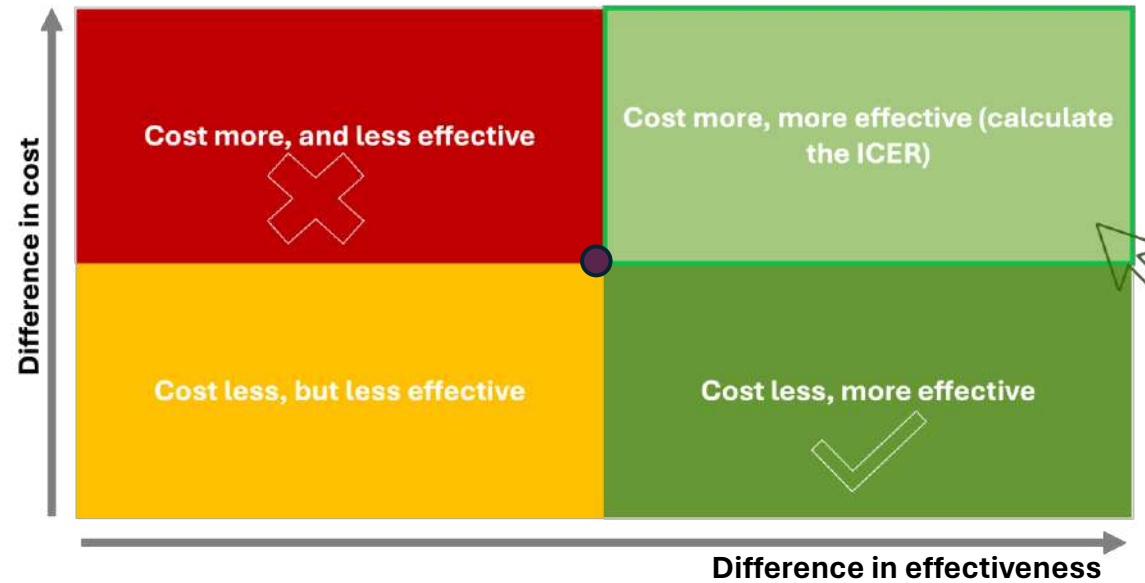 Difference in cost
Cost more, and less effective
Cost more, more effective (calculate
the ICER)
Cost less, but less effective
Cost less, more effective
Difference in effectiveness